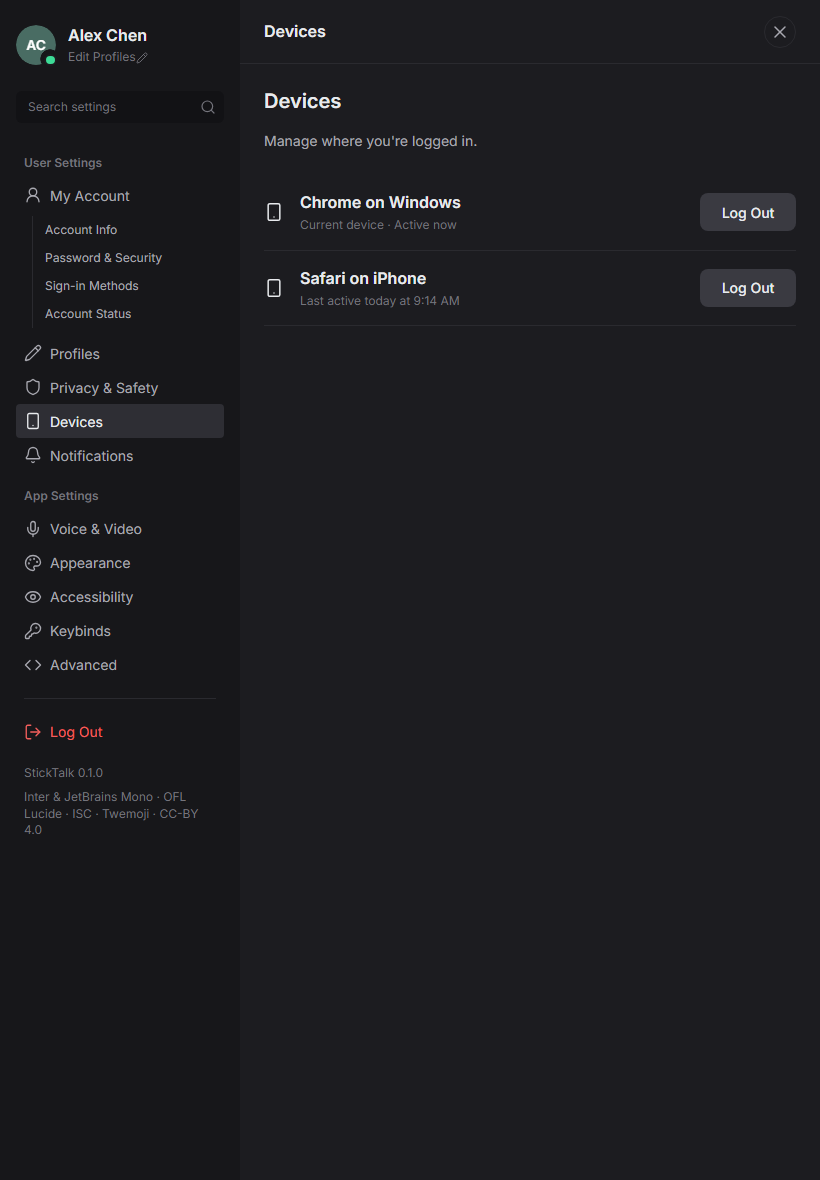 AC
Alex Chen
Edit Profiles
Search settings
User Settings
My Account
Account Info
Password & Security
Sign-in Methods
Account Status
Profiles
Privacy & Safety
Devices
Notifications
App Settings
Voice & Video
Appearance
Accessibility
Keybinds
Advanced
Log Out
StickTalk 0.1.0
Inter & JetBrains Mono · OFL
Lucide · ISC · Twemoji · CC-BY
4.0
Devices
Devices
Manage where you're logged in.
Chrome on Windows
Current device · Active now
Log Out
Safari on iPhone
Last active today at 9:14 AM
Log Out